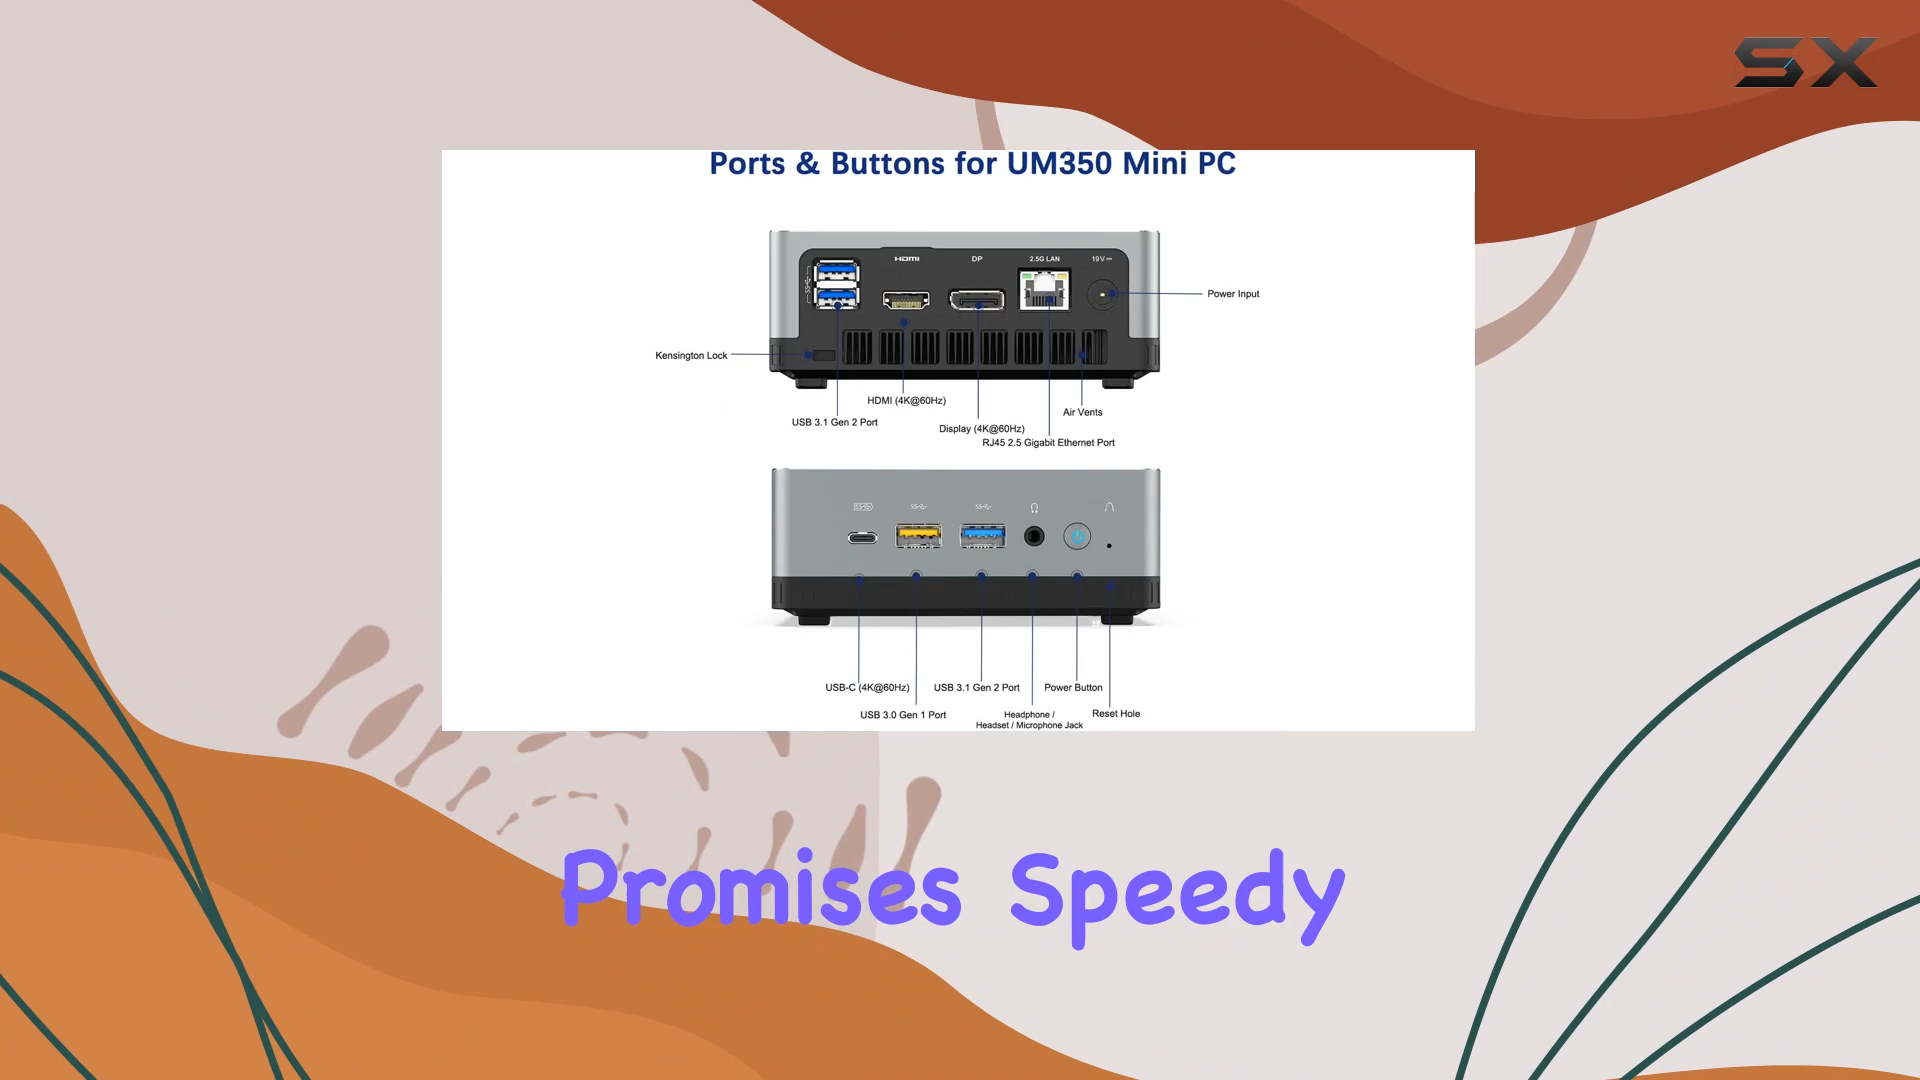 SX
Ports & Buttons for UM350 Mini PC
HDMI DP 2.5G LAN 19V
Power Input
Kensington Lock
HDMI (4K@60Hz)
Air Vents
USB 3.1 Gen 2 Port
Display (4K@60Hz)
RJ45 2.5 Gigabit Ethernet Port
USB-C (4K@60Hz) USB 3.1 Gen 2 Port Power Button
USB 3.0 Gen 1 Port Headphone / Reset Hole
Headset / Microphone Jack
Promises Speedy